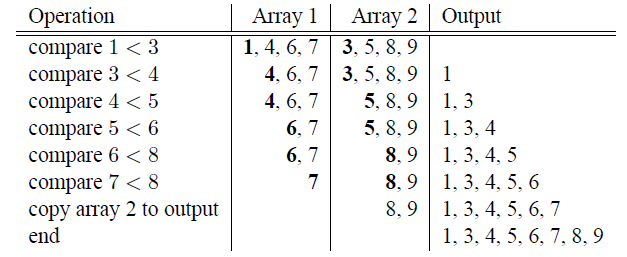 Operation Array 1 Array 2 Output
compare 1 < 3 1, 4, 6, 7 3, 5, 8, 9
compare 3 < 4 4, 6, 7 3, 5, 8, 9 1
compare 4 < 5 4, 6, 7 5, 8, 9 1, 3
compare 5 < 6 6, 7 5, 8, 9 1, 3, 4
compare 6 < 8 6, 7 8, 9 1, 3, 4, 5
compare 7 < 8 7 8, 9 1, 3, 4, 5, 6
copy array 2 to output 8, 9 1, 3, 4, 5, 6, 7
end 1, 3, 4, 5, 6, 7, 8, 9